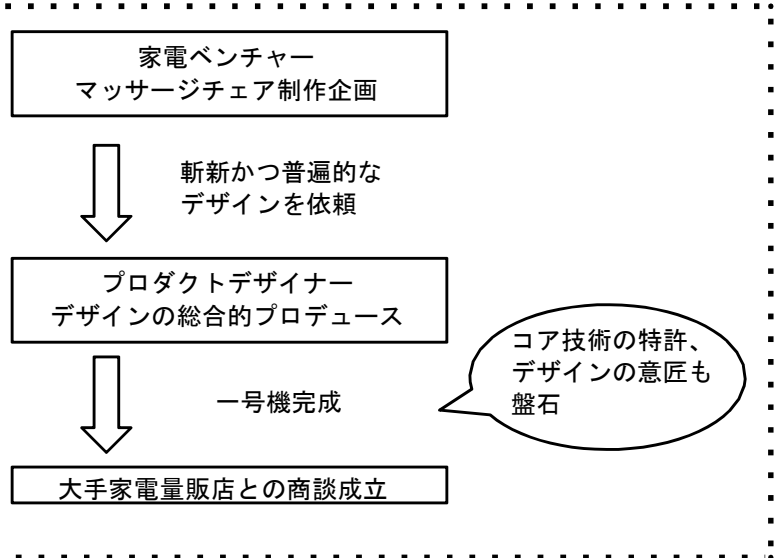 家電ベンチャー
マッサージチェア制作企画
斬新かつ普遍的な
デザインを依頼
プロダクトデザイナー
デザインの総合的プロデュース
コア技術の特許、
デザインの意匠も
盤石
一号機完成
大手家電量販店との商談成立